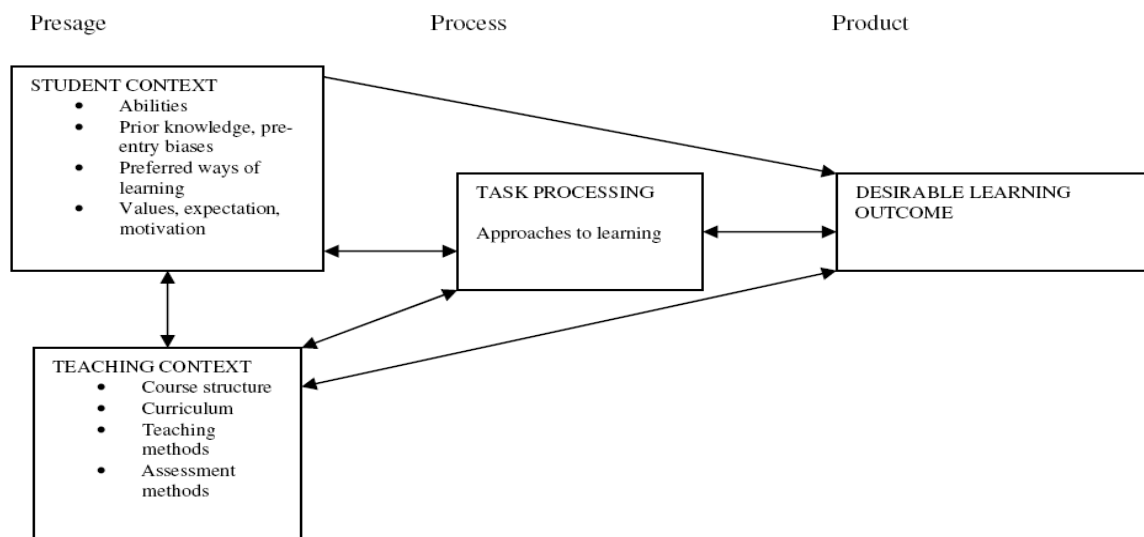 Presage
Process
Product
STUDENT CONTEXT
• Abilities
• Prior knowledge, pre-
entry biases
• Preferred ways of
learning
• Values, expectation,
motivation
TASK PROCESSING
Approaches to learning
DESIRABLE LEARNING
OUTCOME
TEACHING CONTEXT
• Course structure
• Curriculum
• Teaching
methods
• Assessment
methods